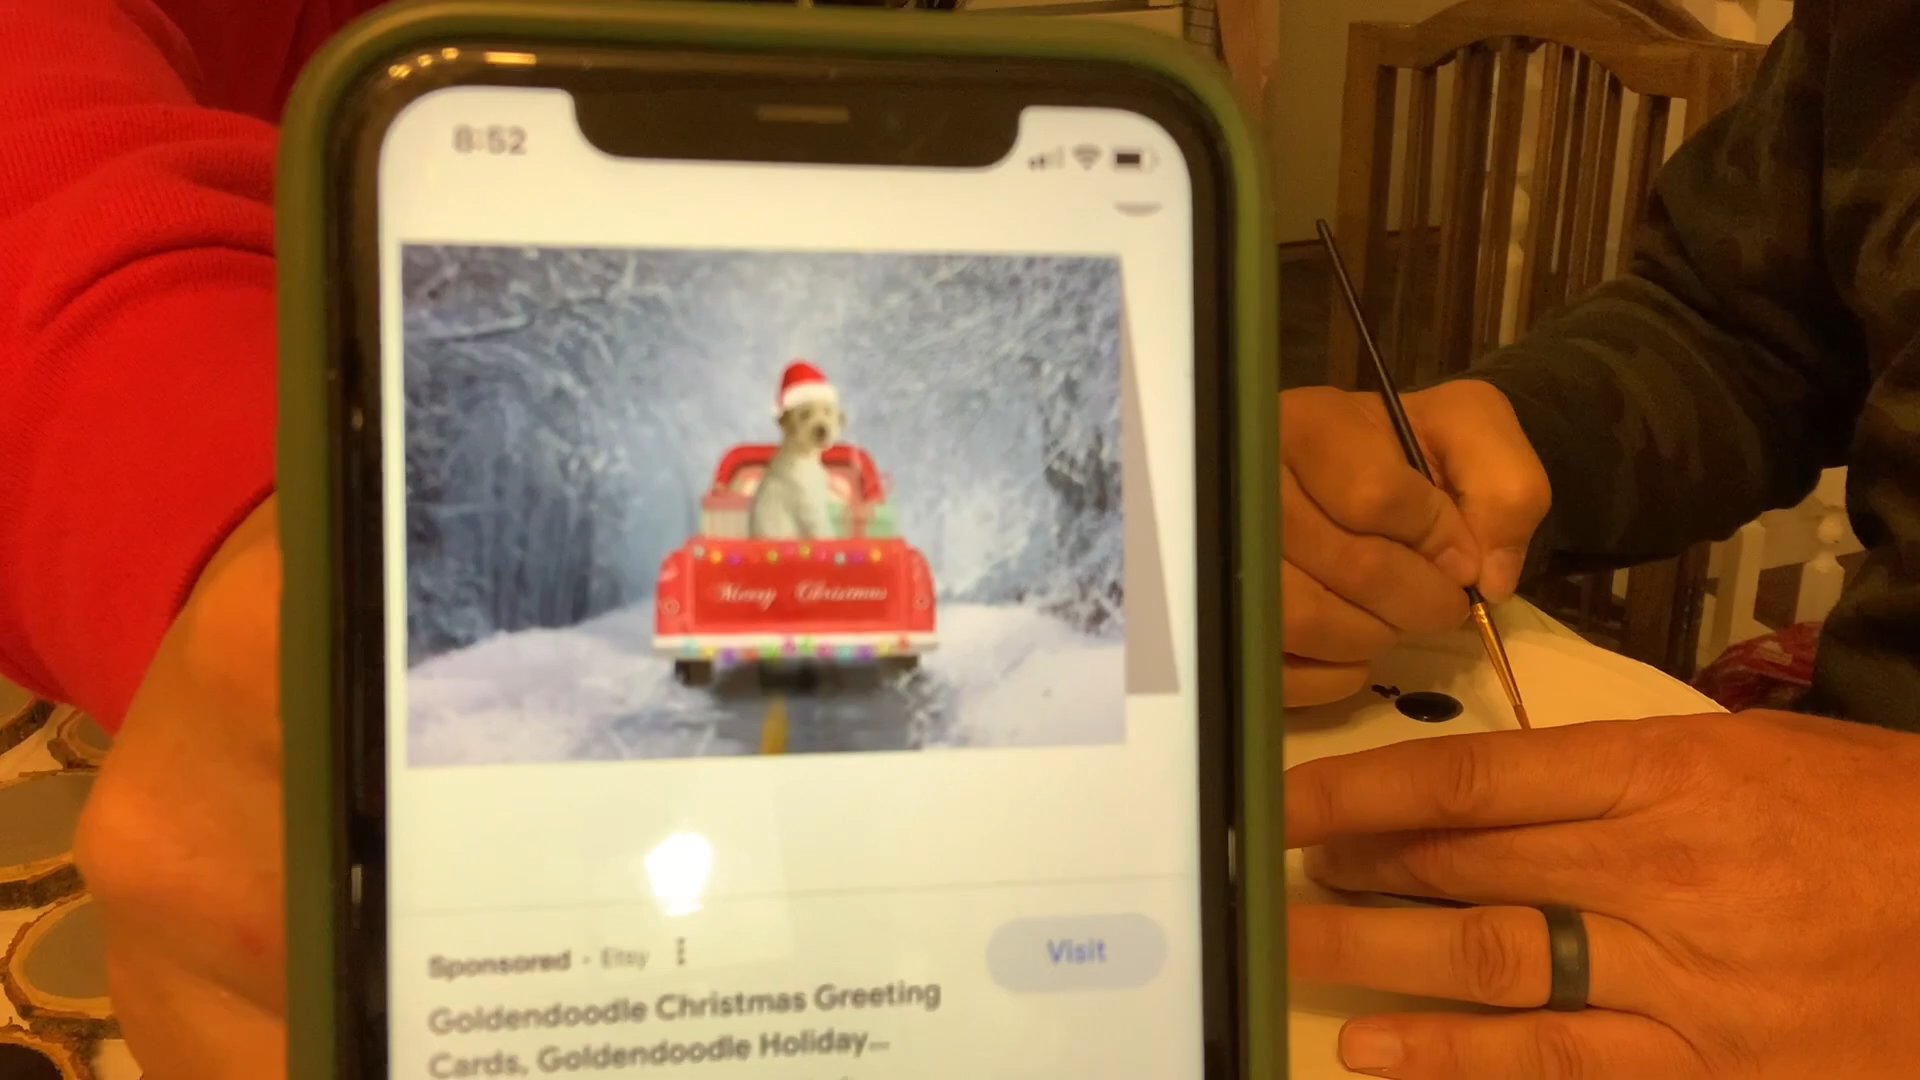 8:52
Merry Christmas
Sponsored · Etsy
Visit
Goldendoodle Christmas Greeting
Cards, Goldendoodle Holiday...